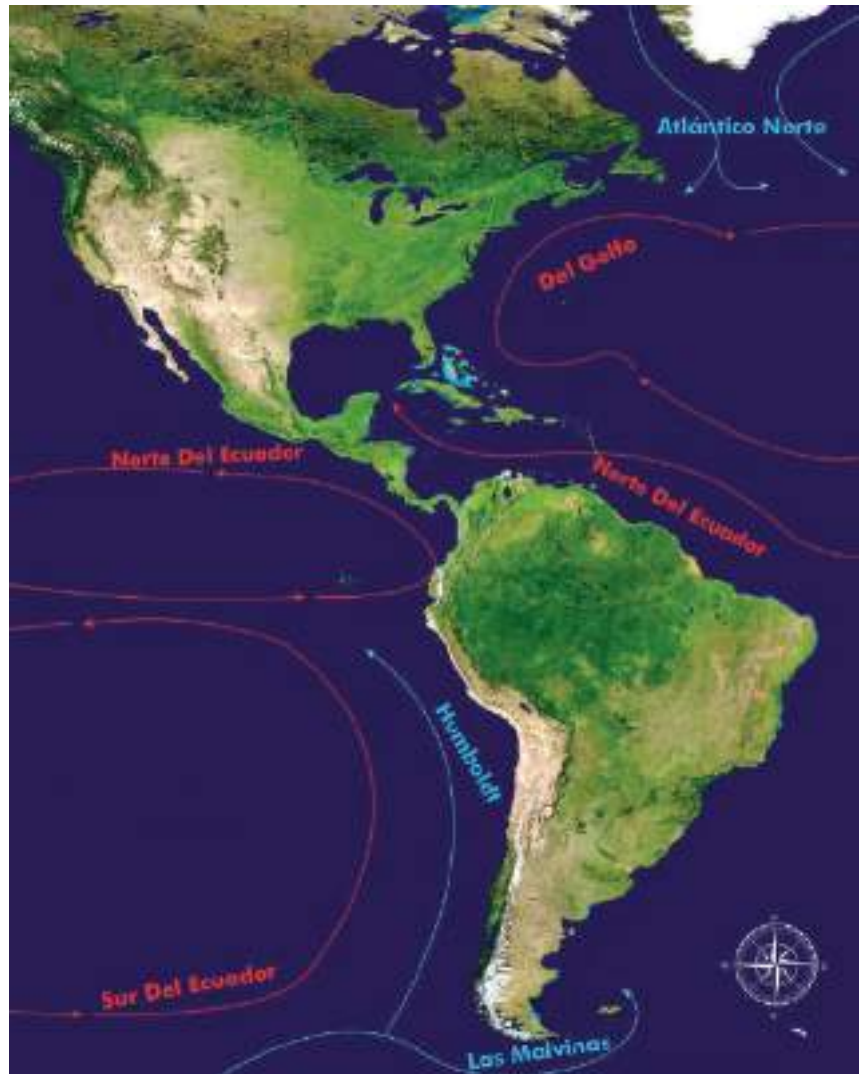 Atlántico Norte
Del Golfo
Norte Del Ecuador
Norte Del Ecuador
Humboldt
Sur Del Ecuador
Las Malvinas